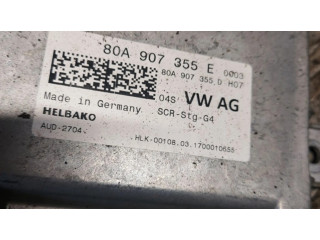 80A 907 355 E 0003
80A 907 355 D H07
04S VW AG
Made in Germany SCR-Stg-G4
HELBAKO
AUD-2704
HLK-00108.03.1700010655